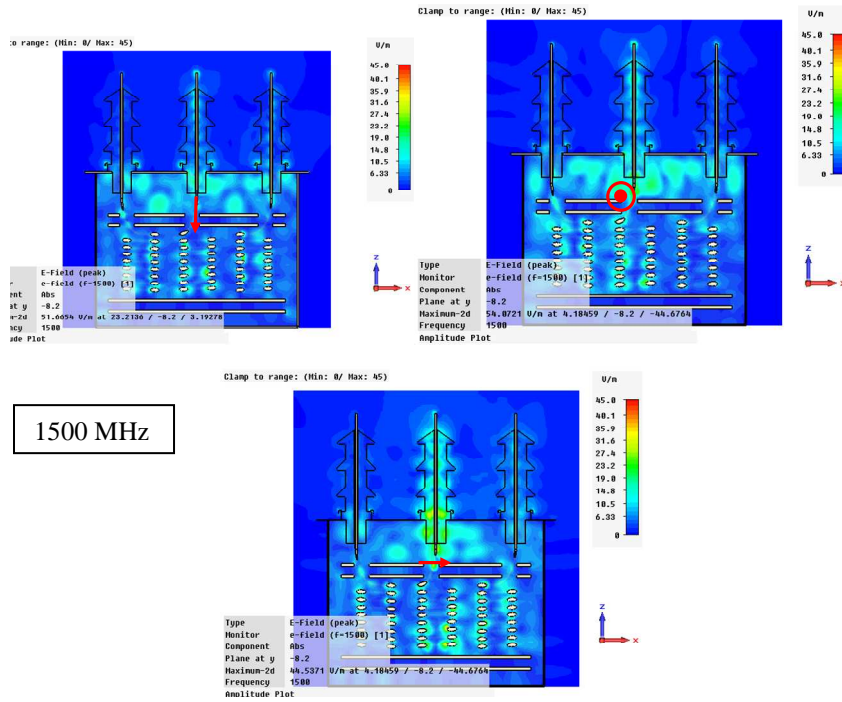 Clamp to range: (Min: 0/ Max: 45)
to range: (Min: 0/ Max: 45)
V/m
45.0
40.1
35.9
31.6
27.4
23.2
19.0
14.8
10.5
6.33
0
z
x
E-Field (peak)
e-field (f=1500) [1]
Abs
-8.2
51.6654 V/m at 23.2136 / -8.2 / 3.19278
1500
V/m
45.0
40.1
35.9
31.6
27.4
23.2
19.0
14.8
10.5
6.33
0
z
x
Type E-Field (peak)
Monitor e-field (f=1500) [1]
Component Abs
Plane at y -8.2
Maximum-2d 54.0721 V/m at 4.18459 / -8.2 / -44.6764
Frequency 1500
Amplitude Plot
1500 MHz
Clamp to range: (Min: 0/ Max: 45)
V/m
45.0
40.1
35.9
31.6
27.4
23.2
19.0
14.8
10.5
6.33
0
z
x
Type E-Field (peak)
Monitor e-field (f=1500) [1]
Component Abs
Plane at y -8.2
Maximum-2d 44.5371 V/m at 4.18459 / -8.2 / -44.6764
Frequency 1500
Amplitude Plot